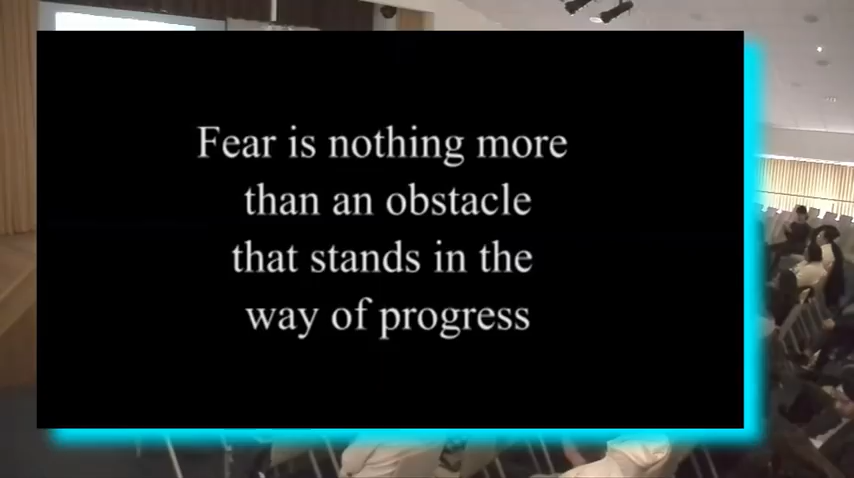 Fear is nothing more
than an obstacle
that stands in the
way of progress